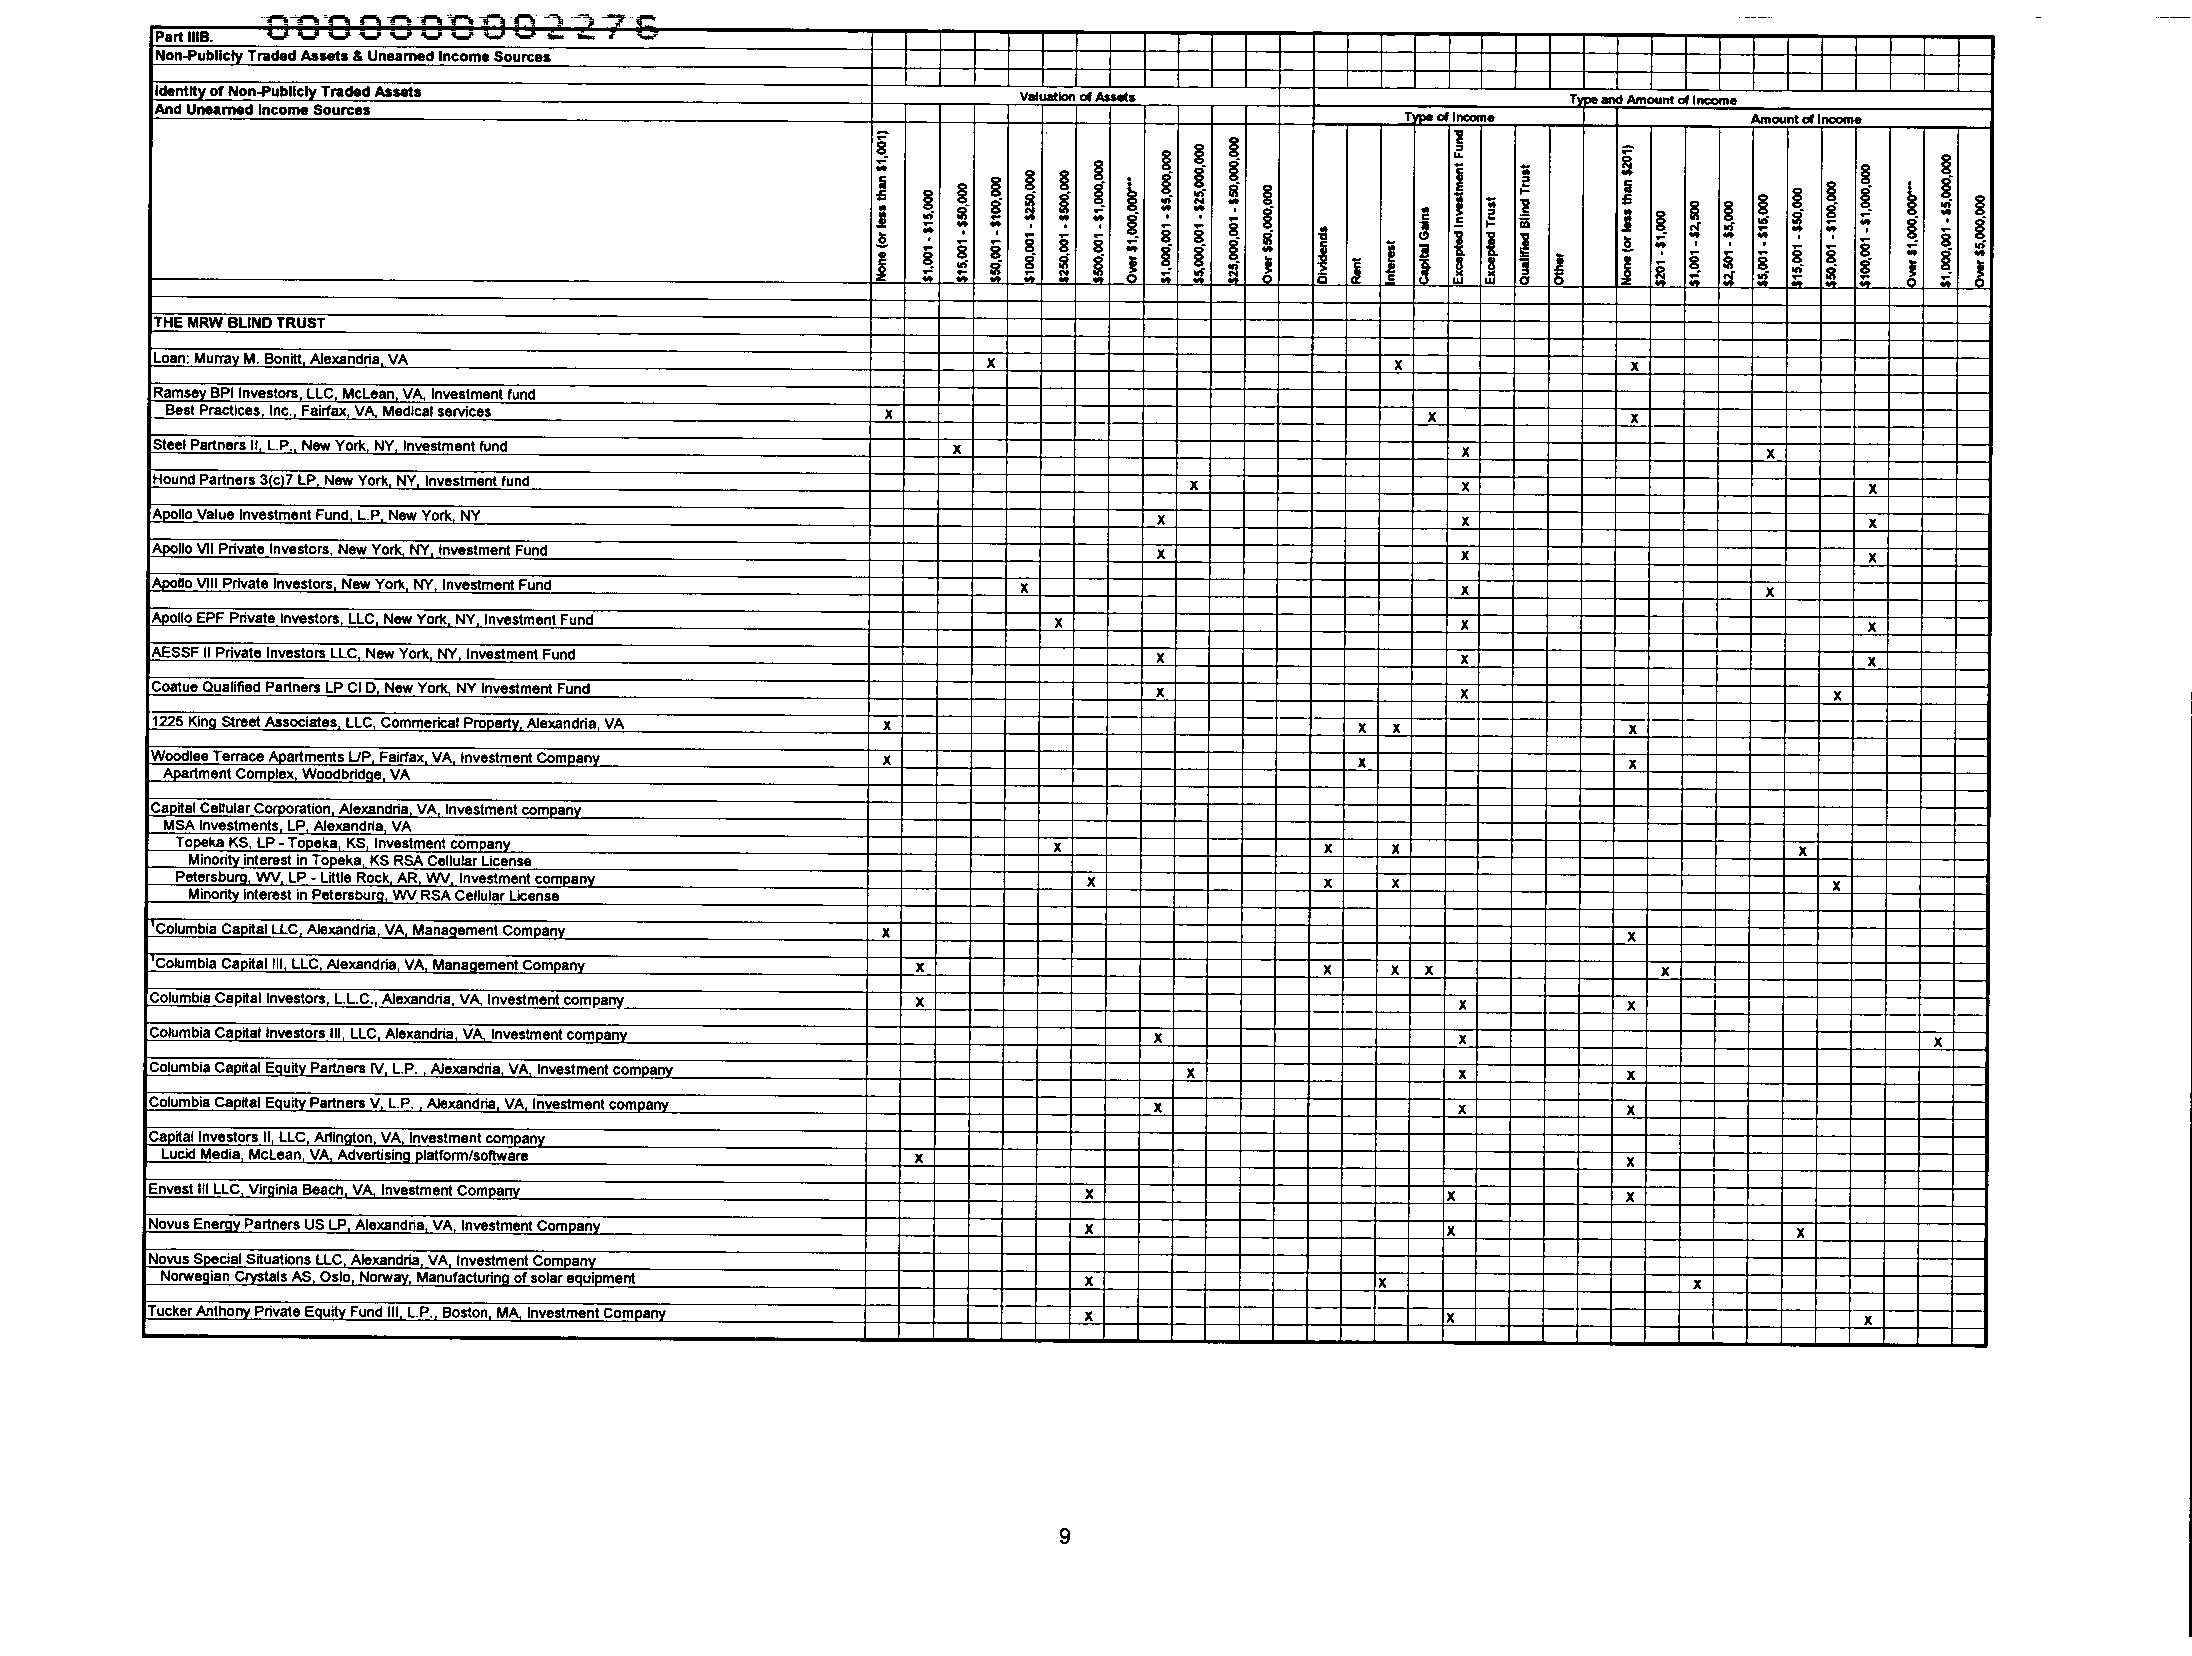 0000000002276
Part IIIB.
Non-Publicly Traded Assets & Unearned Income Sources
Identity of Non-Publicly Traded Assets
And Unearned Income Sources
Valuation of Assets
Type and Amount of Income
Type of Income
Amount of Income
None (or less than $1,001)
$1,001 - $15,000
$15,001 - $50,000
$50,001 - $100,000
$100,001 - $250,000
$250,001 - $500,000
$500,001 - $1,000,000
Over $1,000,000***
$1,000,001 - $5,000,000
$5,000,001 - $25,000,000
$25,000,001 - $50,000,000
Over $50,000,000
Dividends
Rent
Interest
Capital Gains
Excepted Investment Fund
Excepted Trust
Qualified Blind Trust
Other
None (or less than $201)
$201 - $1,000
$1,001 - $2,500
$2,501 - $5,000
$5,001 - $15,000
$15,001 - $50,000
$50,001 - $100,000
$100,001 - $1,000,000
Over $1,000,000***
$1,000,001 - $5,000,000
Over $5,000,000
THE MRW BLIND TRUST
Loan: Murray M. Bonitt, Alexandria, VA X X X
Ramsey BPI Investors, LLC, McLean, VA, Investment fund
Best Practices, Inc., Fairfax, VA, Medical services X X X
Steel Partners II, L.P., New York, NY, Investment fund X X X
Hound Partners 3(c)7 LP, New York, NY, Investment fund X X X
Apollo Value Investment Fund, L.P, New York, NY X X X
Apollo VII Private Investors, New York, NY, Investment Fund X X X
Apollo VIII Private Investors, New York, NY, Investment Fund X X X
Apollo EPF Private Investors, LLC, New York, NY, Investment Fund X X X
AESSF II Private Investors LLC, New York, NY, Investment Fund X X X
Coatue Qualified Partners LP Cl D, New York, NY Investment Fund X X X
1225 King Street Associates, LLC, Commerical Property, Alexandria, VA X X X X
Woodlee Terrace Apartments L/P, Fairfax, VA, Investment Company X X X
Apartment Complex, Woodbridge, VA
Capital Cellular Corporation, Alexandria, VA, Investment company
MSA Investments, LP, Alexandria, VA
Topeka KS, LP - Topeka, KS, Investment company X X X X
Minority interest in Topeka, KS RSA Cellular License
Petersburg, WV, LP - Little Rock, AR, WV, Investment company X X X X
Minority interest in Petersburg, WV RSA Cellular License
1Columbia Capital LLC, Alexandria, VA, Management Company X X
1Columbia Capital III, LLC, Alexandria, VA, Management Company X X X X X
Columbia Capital Investors, L.L.C., Alexandria, VA, Investment company X X X
Columbia Capital Investors III, LLC, Alexandria, VA, Investment company X X X
Columbia Capital Equity Partners IV, L.P. , Alexandria, VA, Investment company X X X
Columbia Capital Equity Partners V, L.P. , Alexandria, VA, Investment company X X X
Capital Investors II, LLC, Arlington, VA, Investment company
Lucid Media, McLean, VA, Advertising platform/software X X
Envest III LLC, Virginia Beach, VA, Investment Company X X X
Novus Energy Partners US LP, Alexandria, VA, Investment Company X X X
Novus Special Situations LLC, Alexandria, VA, Investment Company
Norwegian Crystals AS, Oslo, Norway, Manufacturing of solar equipment X X X
Tucker Anthony Private Equity Fund III, L.P., Boston, MA, Investment Company X X X
9